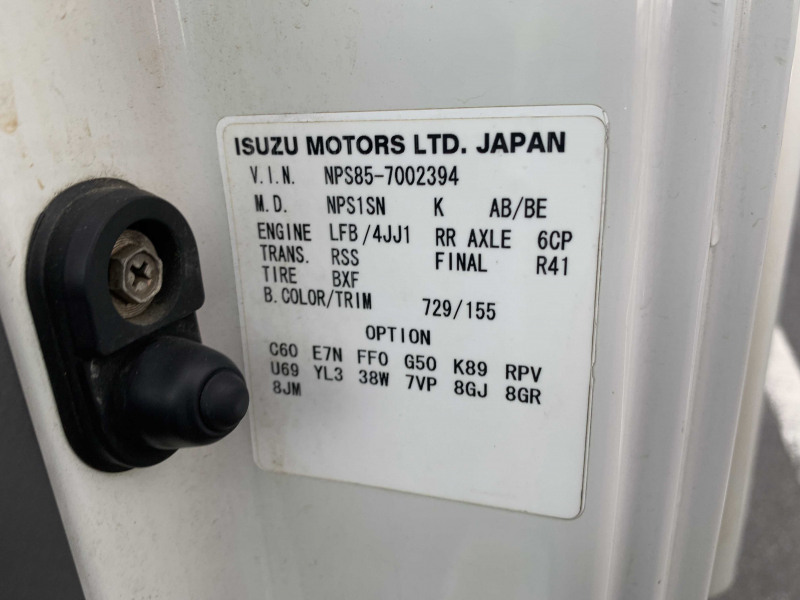 ISUZU MOTORS LTD. JAPAN
V.I.N. NPS85-7002394
M.D. NPS1SN K AB/BE
ENGINE LFB/4JJ1 RR AXLE 6CP
TRANS. RSS FINAL R41
TIRE BXF
B.COLOR/TRIM 729/155
OPTION
C60 E7N FF0 G50 K89 RPV
U69 YL3 38W 7VP 8GJ 8GR
8JM